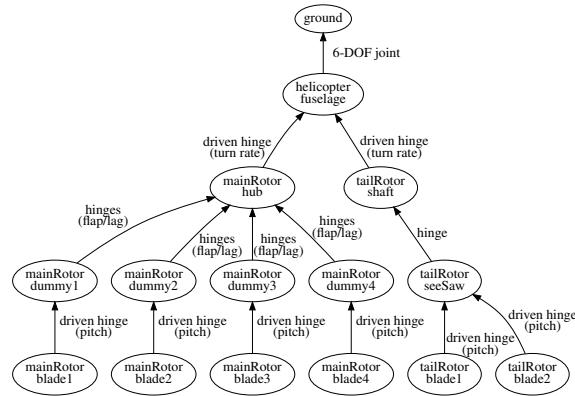 ground
6-DOF joint
helicopter
fuselage
driven hinge
(turn rate)
driven hinge
(turn rate)
mainRotor
hub
tailRotor
shaft
hinges
(flap/lag)
hinges
(flap/lag)
hinges
(flap/lag)
hinges
(flap/lag)
hinge
mainRotor
dummy1
mainRotor
dummy2
mainRotor
dummy3
mainRotor
dummy4
tailRotor
seeSaw
driven hinge
(pitch)
driven hinge
(pitch)
driven hinge
(pitch)
driven hinge
(pitch)
driven hinge
(pitch)
driven hinge
(pitch)
mainRotor
blade1
mainRotor
blade2
mainRotor
blade3
mainRotor
blade4
tailRotor
blade1
tailRotor
blade2